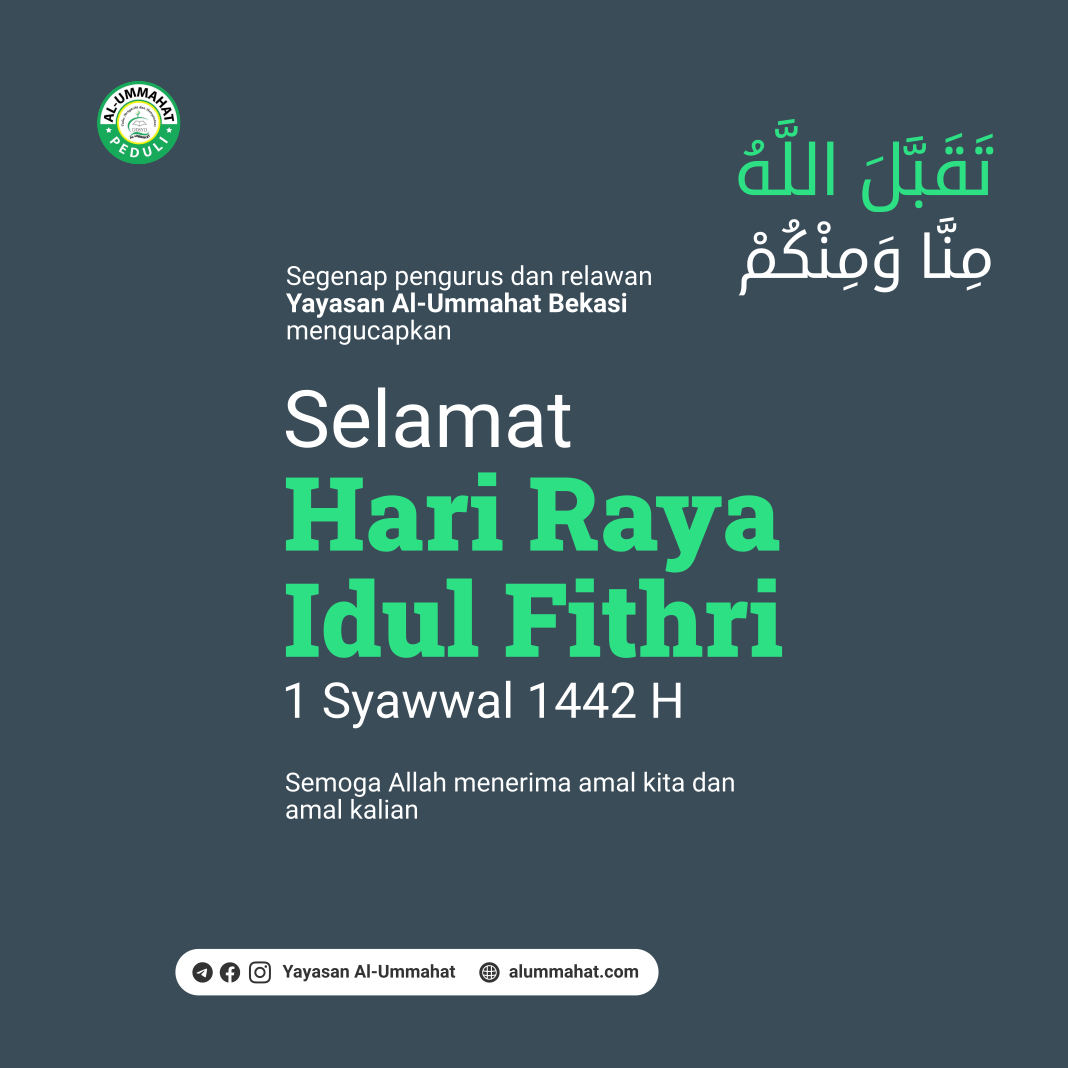 AL-UMMAHAT
PEDULI
تَقَبَّلَ اللَّهُ
مِنَّا وَمِنْكُمْ
Segenap pengurus dan relawan
Yayasan Al-Ummahat Bekasi
mengucapkan
Selamat
Hari Raya
Idul Fithri
1 Syawwal 1442 H
Semoga Allah menerima amal kita dan
amal kalian
Yayasan Al-Ummahat alummahat.com